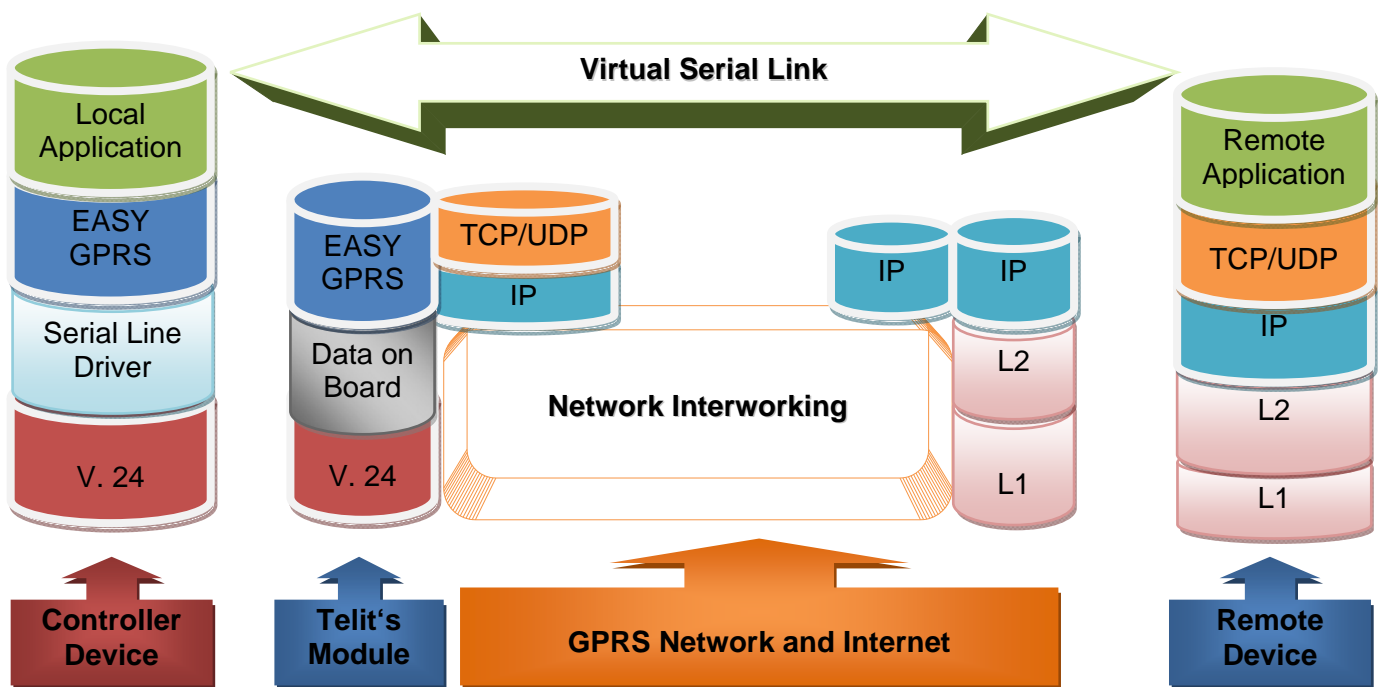 Virtual Serial Link
Local
Application
EASY
GPRS
Serial Line
Driver
V. 24
EASY
GPRS
Data on
Board
V. 24
TCP/UDP
IP
Network Interworking
IP
IP
L2
L1
Remote
Application
TCP/UDP
IP
L2
L1
Controller
Device
Telit‘s
Module
GPRS Network and Internet
Remote
Device